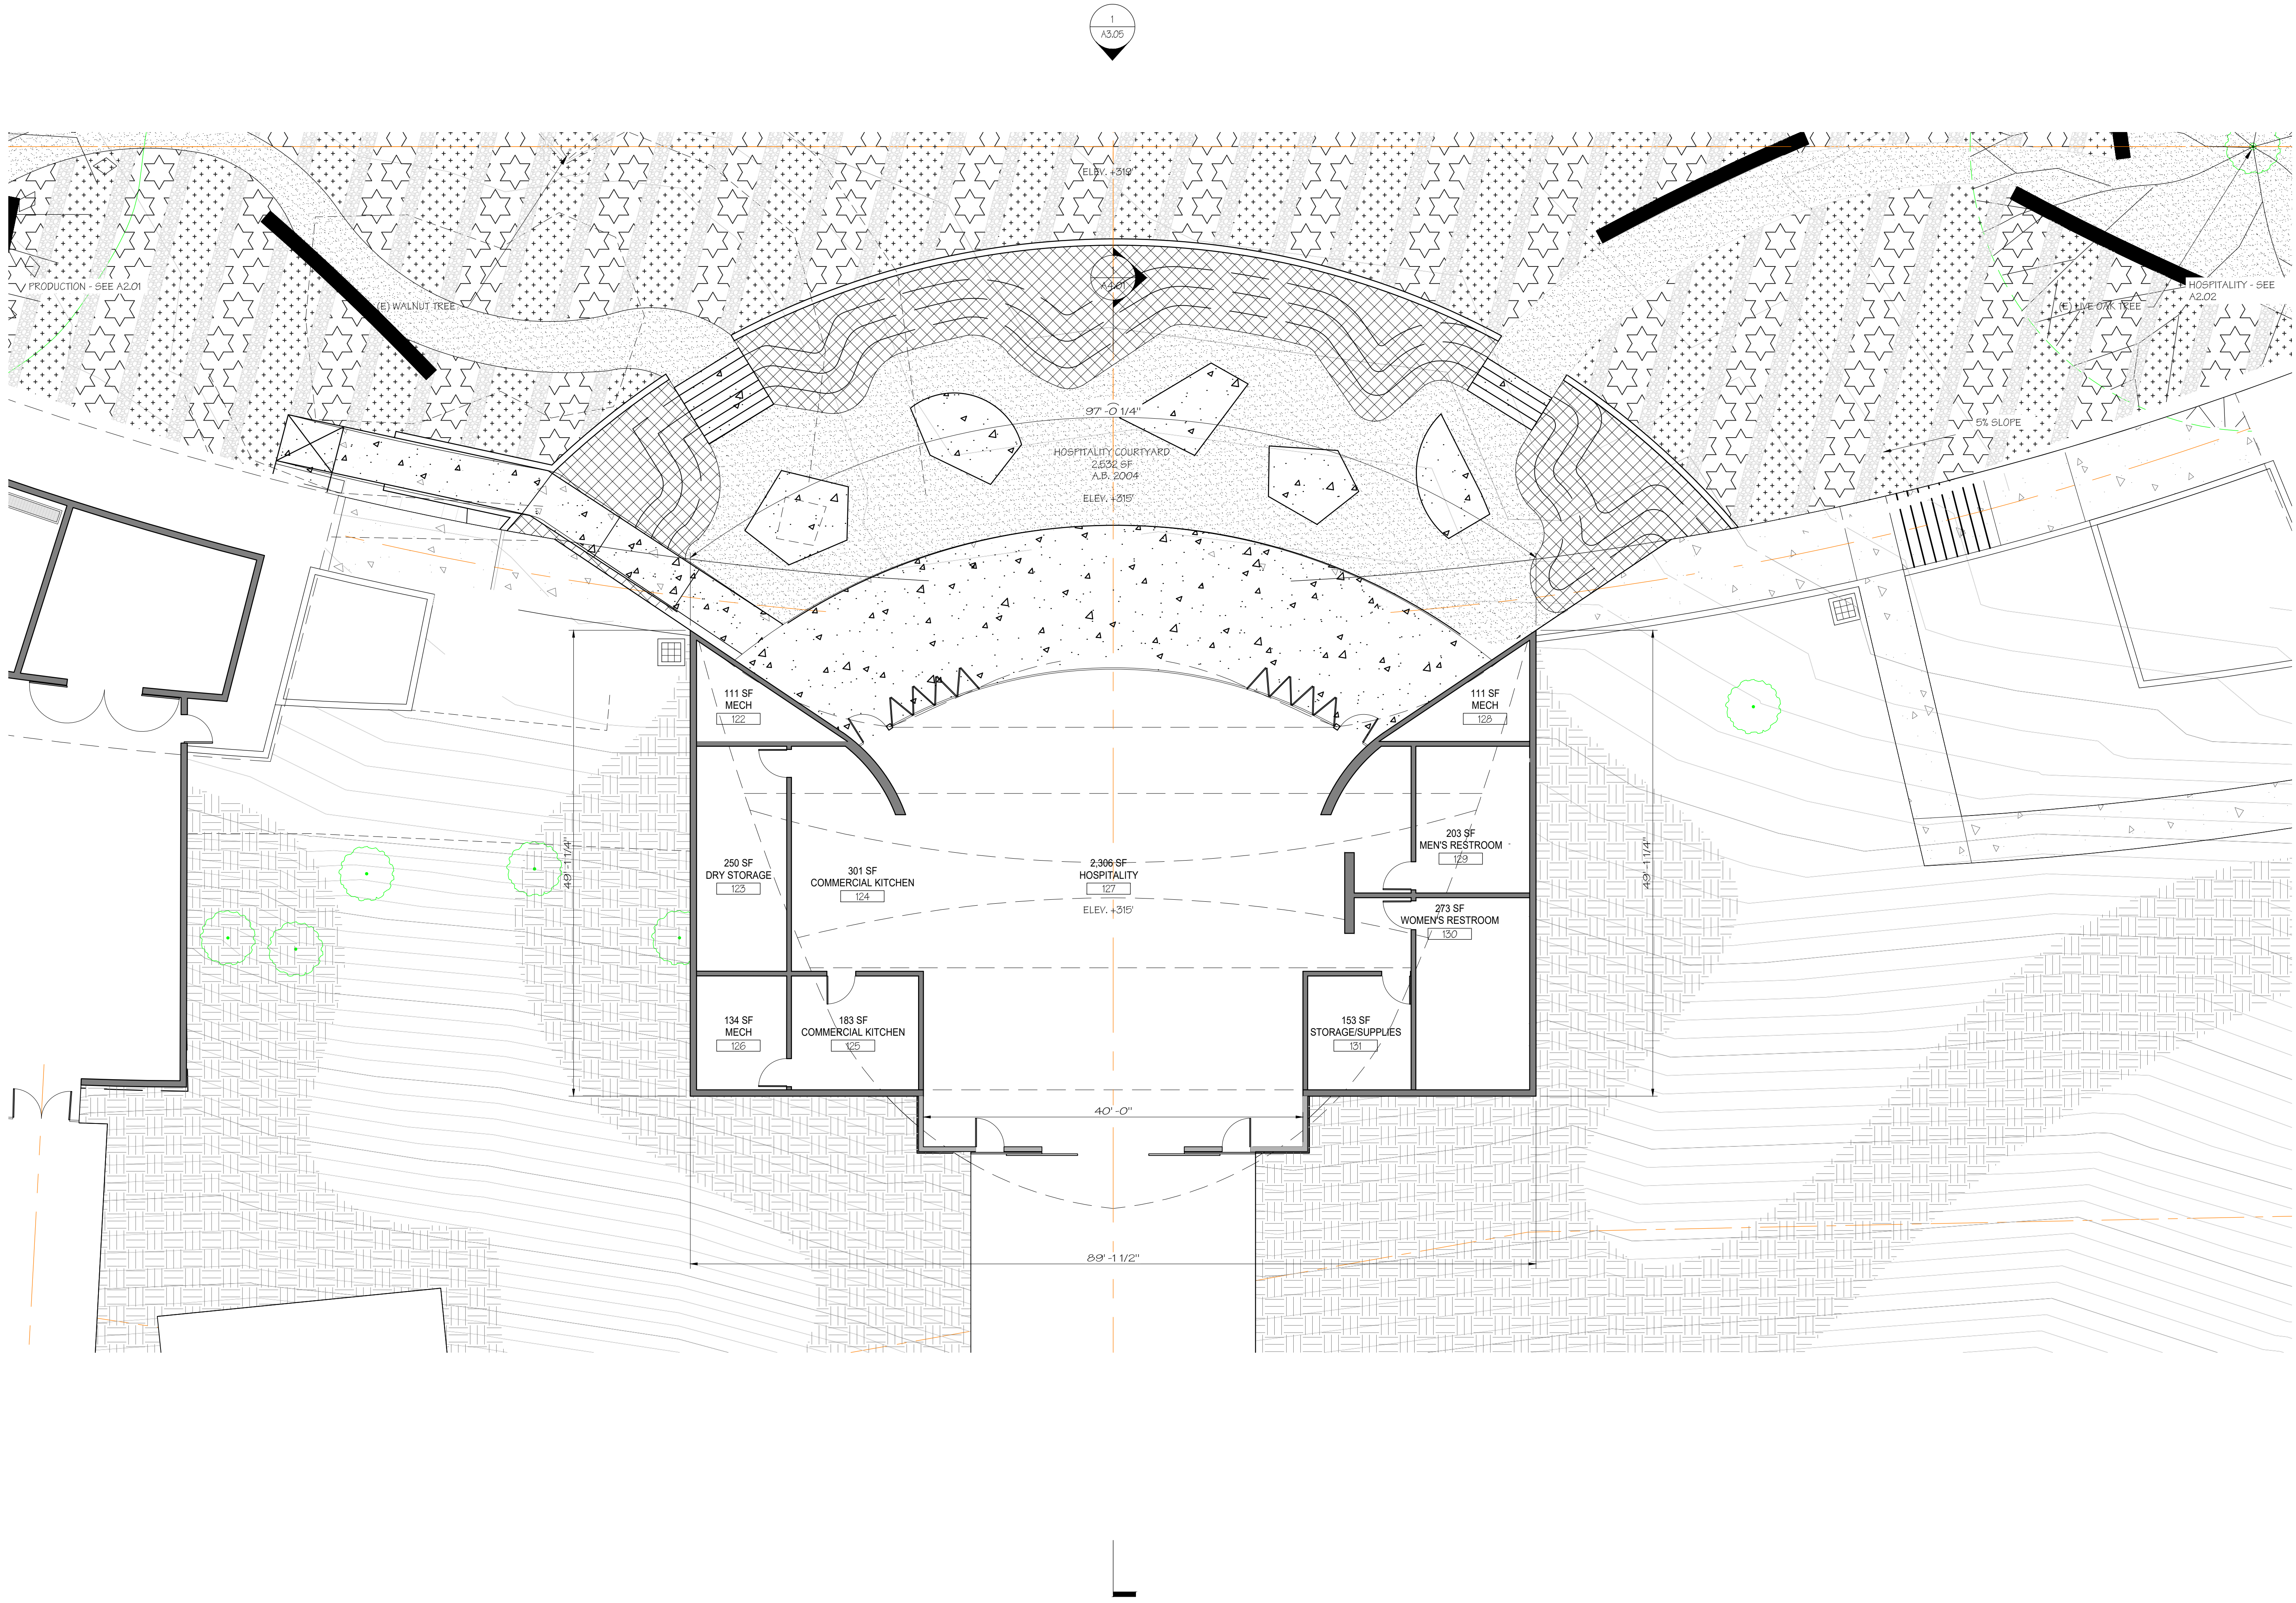 1
A3.05
ELEV. +319'
1
A4.01
PRODUCTION - SEE A2.01
(E) WALNUT TREE
HOSPITALITY - SEE
A2.02
(E) LIVE OAK TREE
97' -0 1/4"
5% SLOPE
HOSPITALITY COURTYARD
2,532 SF
A.B. 2004
ELEV. +315'
111 SF
MECH
122
111 SF
MECH
128
49' -1 1/4"
250 SF
DRY STORAGE
123
301 SF
COMMERCIAL KITCHEN
124
2,306 SF
HOSPITALITY
127
ELEV. +315'
203 SF
MEN'S RESTROOM
129
49' -1 1/4"
273 SF
WOMEN'S RESTROOM
130
134 SF
MECH
126
183 SF
COMMERCIAL KITCHEN
125
153 SF
STORAGE/SUPPLIES
131
40' -0"
89' -1 1/2"